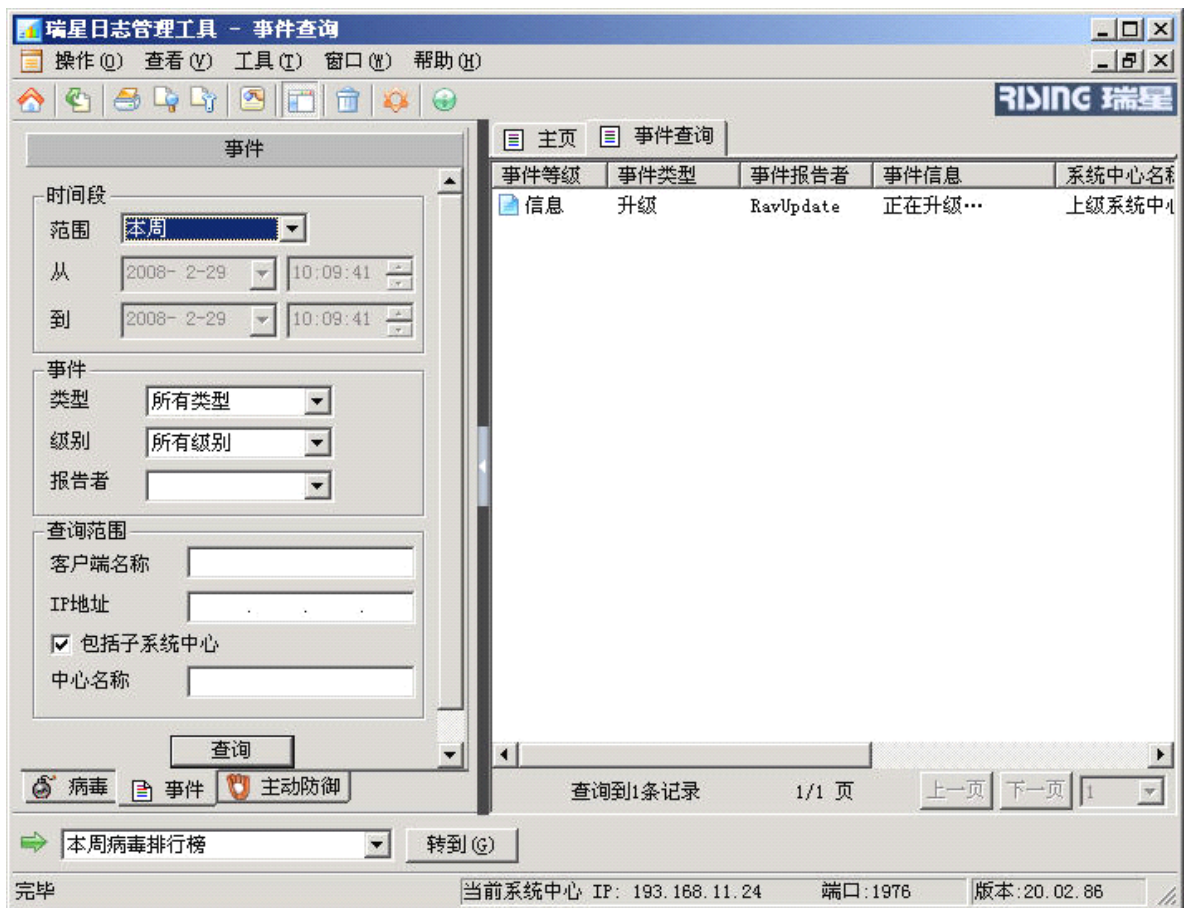 瑞星日志管理工具 - 事件查询
操作(O) 查看(V) 工具(T) 窗口(W) 帮助(H)
RISING 瑞星
事件
时间段
范围 本周
从 2008- 2-29 10:09:41
到 2008- 2-29 10:09:41
事件
类型 所有类型
级别 所有级别
报告者
查询范围
客户端名称
IP地址 . . .
包括子系统中心
中心名称
查询
病毒 事件 主动防御
主页 事件查询
事件等级 事件类型 事件报告者 事件信息 系统中心名称
信息 升级 RavUpdate 正在升级… 上级系统中心
查询到1条记录 1/1 页 上一页 下一页 1
本周病毒排行榜 转到(G)
完毕 当前系统中心 IP: 193.168.11.24 端口:1976 版本:20.02.86